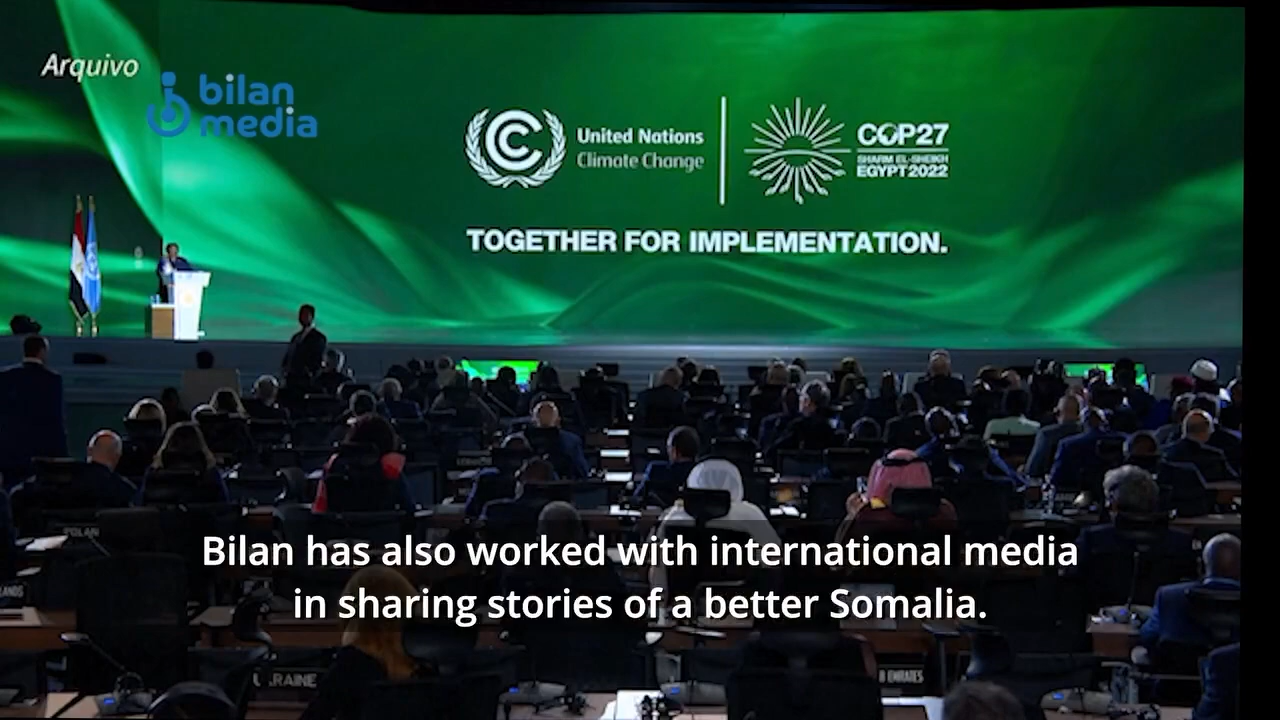 Arquivo
bilan
media
United Nations
Climate Change
COP27
SHARM EL-SHEIKH
EGYPT 2022
TOGETHER FOR IMPLEMENTATION.
Bilan has also worked with international media
in sharing stories of a better Somalia.
UKRAINE
EMIRATES